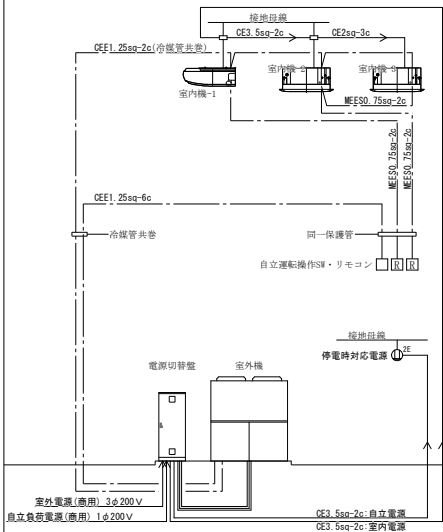 接地母線
CE3.5sq-2c
CE2sq-3c
CEE1.25sq-2c(冷媒管共巻)
室内機-1
室内機-2
室内機-3
MEES0.75sq-2c
MEES0.75sq-2c
MEES0.75sq-2c
CEE1.25sq-6c
冷媒管共巻
同一保護管
自立運転操作SW・リモコン
R
R
接地母線
停電時対応電源
2E
電源切替盤
室外機
室外電源(商用) 3φ200V
自立負荷電源(商用) 1φ200V
CE3.5sq-2c:自立電源
CE3.5sq-2c:室内電源